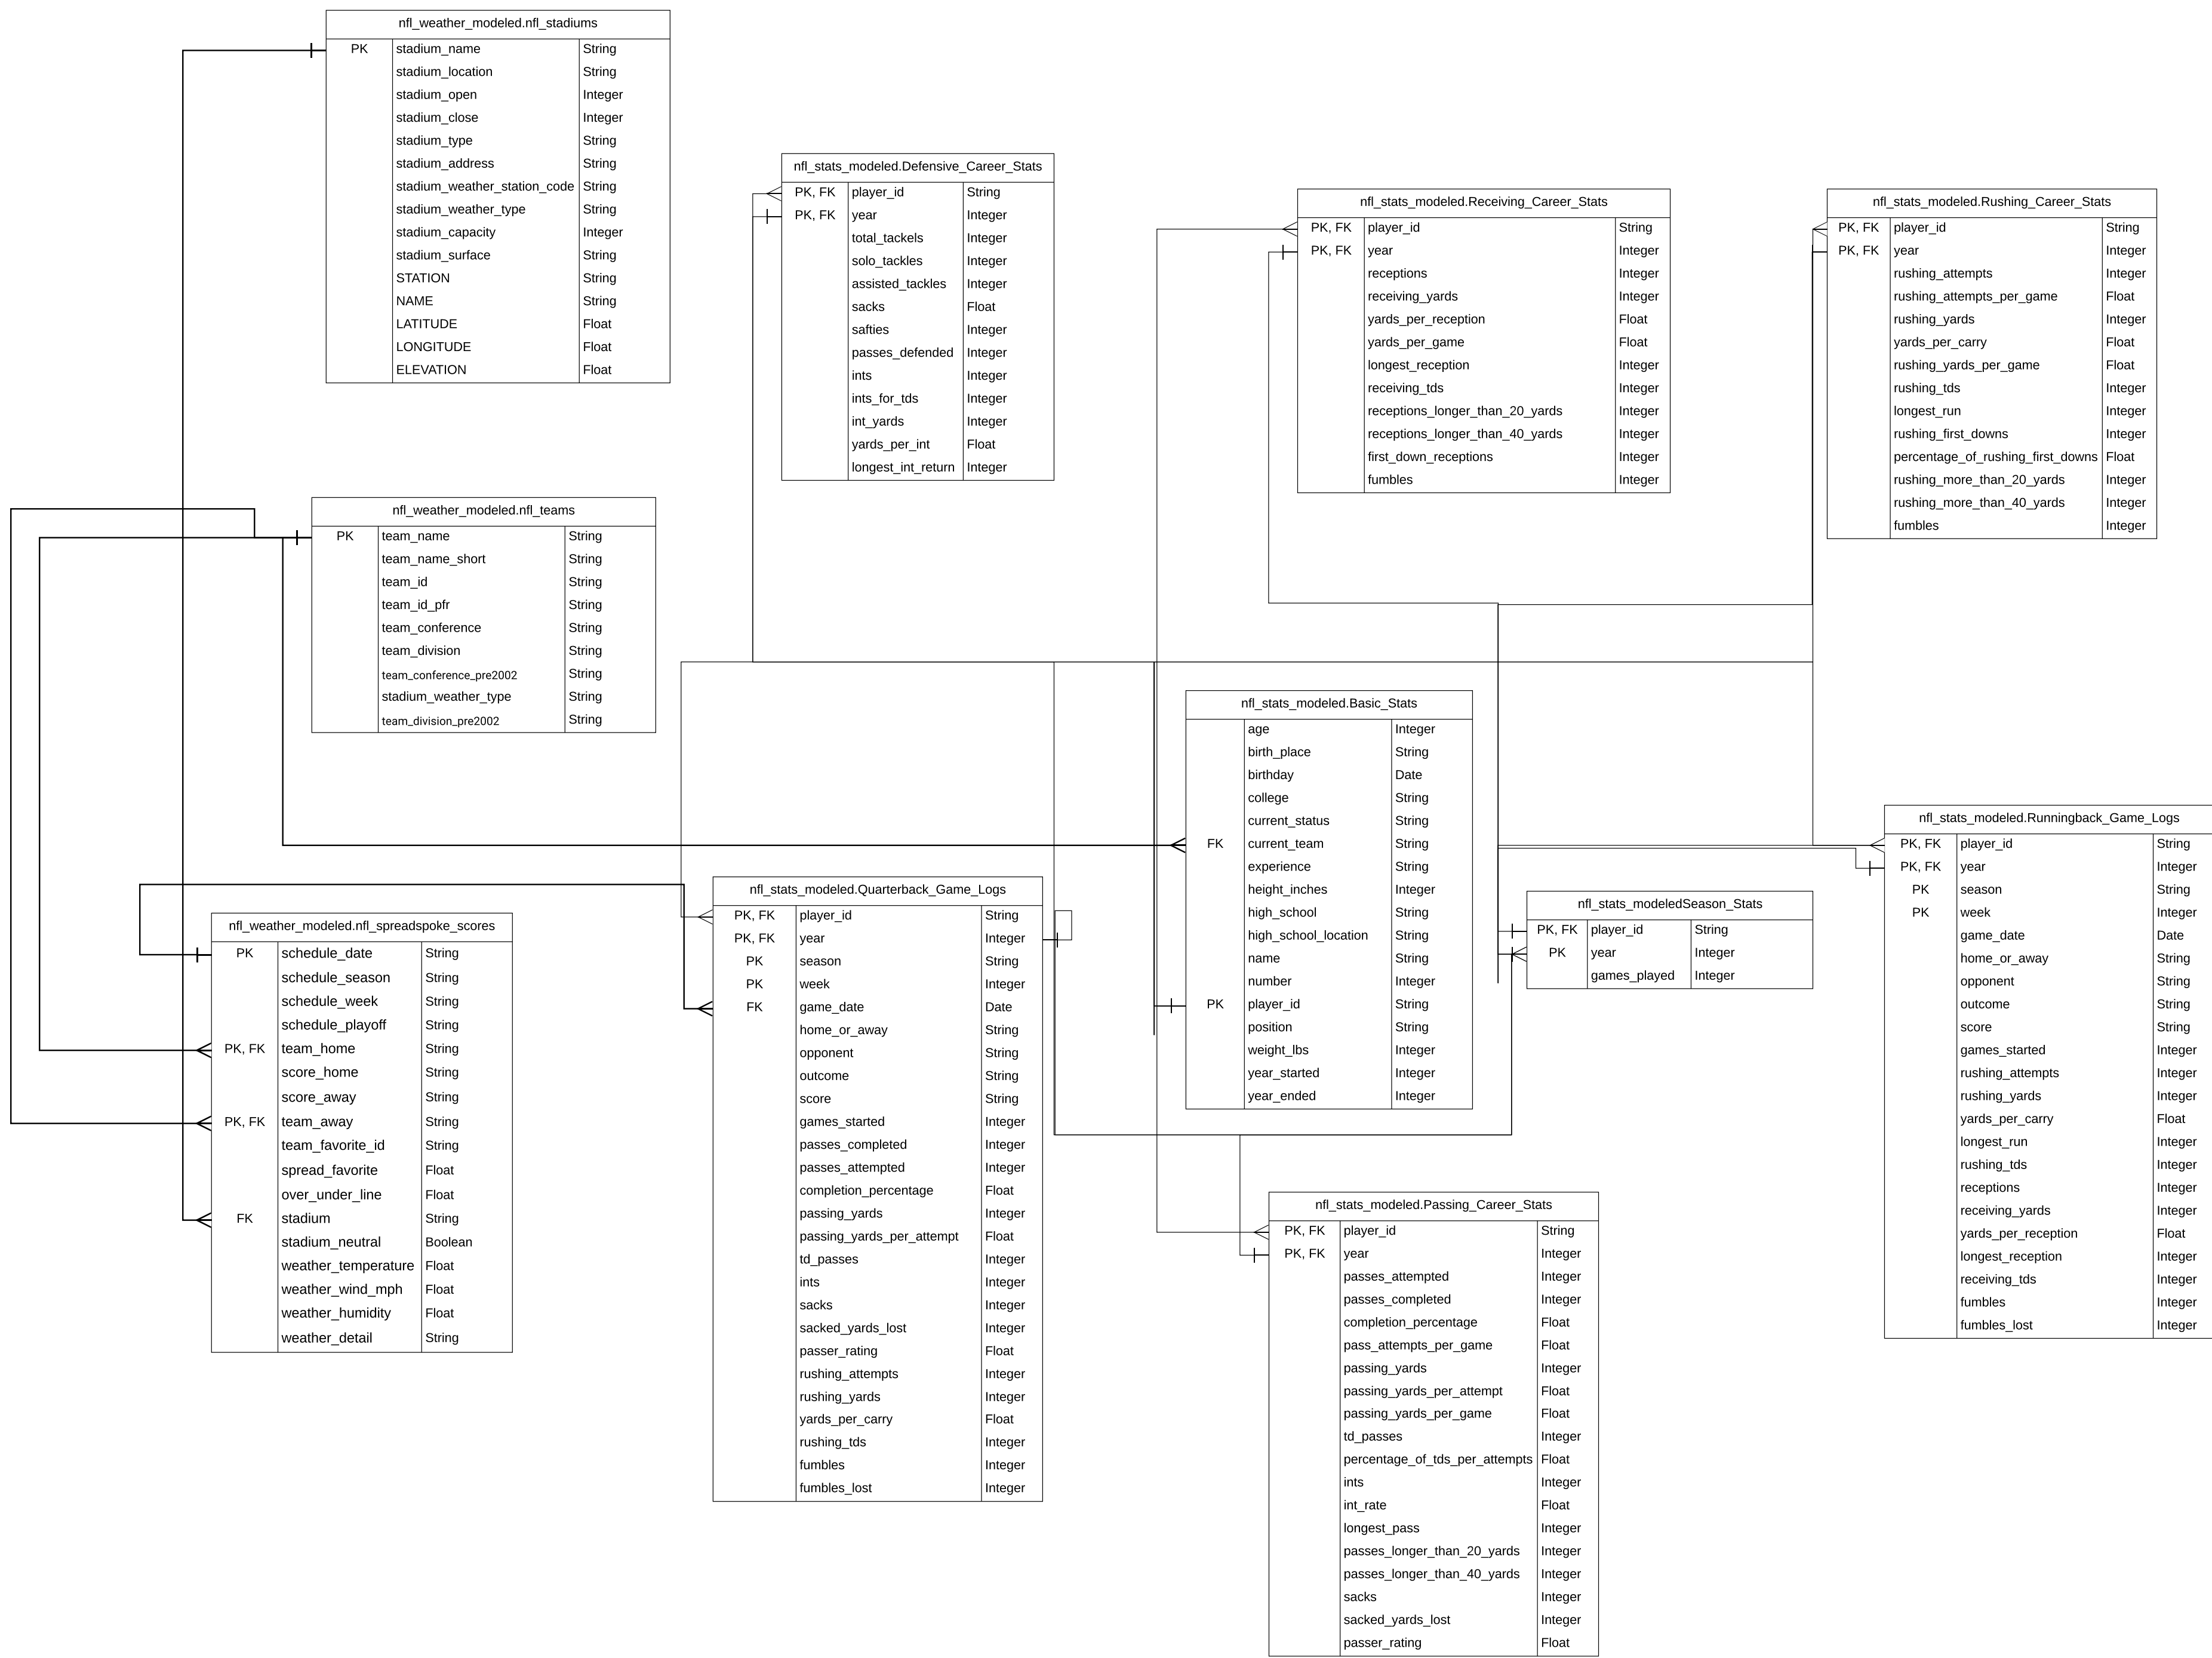 nfl_weather_modeled.nfl_stadiums
PK stadium_name String
stadium_location String
stadium_open Integer
stadium_close Integer
stadium_type String
stadium_address String
stadium_weather_station_code String
stadium_weather_type String
stadium_capacity Integer
stadium_surface String
STATION String
NAME String
LATITUDE Float
LONGITUDE Float
ELEVATION Float
nfl_stats_modeled.Defensive_Career_Stats
PK, FK player_id String
PK, FK year Integer
total_tackels Integer
solo_tackles Integer
assisted_tackles Integer
sacks Float
safties Integer
passes_defended Integer
ints Integer
ints_for_tds Integer
int_yards Integer
yards_per_int Float
longest_int_return Integer
nfl_stats_modeled.Receiving_Career_Stats
PK, FK player_id String
PK, FK year Integer
receptions Integer
receiving_yards Integer
yards_per_reception Float
yards_per_game Float
longest_reception Integer
receiving_tds Integer
receptions_longer_than_20_yards Integer
receptions_longer_than_40_yards Integer
first_down_receptions Integer
fumbles Integer
nfl_stats_modeled.Rushing_Career_Stats
PK, FK player_id String
PK, FK year Integer
rushing_attempts Integer
rushing_attempts_per_game Float
rushing_yards Integer
yards_per_carry Float
rushing_yards_per_game Float
rushing_tds Integer
longest_run Integer
rushing_first_downs Integer
percentage_of_rushing_first_downs Float
rushing_more_than_20_yards Integer
rushing_more_than_40_yards Integer
fumbles Integer
nfl_weather_modeled.nfl_teams
PK team_name String
team_name_short String
team_id String
team_id_pfr String
team_conference String
team_division String
team_conference_pre2002 String
stadium_weather_type String
team_division_pre2002 String
nfl_stats_modeled.Basic_Stats
age Integer
birth_place String
birthday Date
college String
current_status String
FK current_team String
experience String
height_inches Integer
high_school String
high_school_location String
name String
number Integer
PK player_id String
position String
weight_lbs Integer
year_started Integer
year_ended Integer
nfl_stats_modeled.Runningback_Game_Logs
PK, FK player_id String
PK, FK year Integer
PK season String
PK week Integer
game_date Date
home_or_away String
opponent String
outcome String
score String
games_started Integer
rushing_attempts Integer
rushing_yards Integer
yards_per_carry Float
longest_run Integer
rushing_tds Integer
receptions Integer
receiving_yards Integer
yards_per_reception Float
longest_reception Integer
receiving_tds Integer
fumbles Integer
fumbles_lost Integer
nfl_stats_modeledSeason_Stats
PK, FK player_id String
PK year Integer
games_played Integer
nfl_stats_modeled.Quarterback_Game_Logs
PK, FK player_id String
PK, FK year Integer
PK season String
PK week Integer
FK game_date Date
home_or_away String
opponent String
outcome String
score String
games_started Integer
passes_completed Integer
passes_attempted Integer
completion_percentage Float
passing_yards Integer
passing_yards_per_attempt Float
td_passes Integer
ints Integer
sacks Integer
sacked_yards_lost Integer
passer_rating Float
rushing_attempts Integer
rushing_yards Integer
yards_per_carry Float
rushing_tds Integer
fumbles Integer
fumbles_lost Integer
nfl_weather_modeled.nfl_spreadspoke_scores
PK schedule_date String
schedule_season String
schedule_week String
schedule_playoff String
PK, FK team_home String
score_home String
score_away String
PK, FK team_away String
team_favorite_id String
spread_favorite Float
over_under_line Float
FK stadium String
stadium_neutral Boolean
weather_temperature Float
weather_wind_mph Float
weather_humidity Float
weather_detail String
nfl_stats_modeled.Passing_Career_Stats
PK, FK player_id String
PK, FK year Integer
passes_attempted Integer
passes_completed Integer
completion_percentage Float
pass_attempts_per_game Float
passing_yards Integer
passing_yards_per_attempt Float
passing_yards_per_game Float
td_passes Integer
percentage_of_tds_per_attempts Float
ints Integer
int_rate Float
longest_pass Integer
passes_longer_than_20_yards Integer
passes_longer_than_40_yards Integer
sacks Integer
sacked_yards_lost Integer
passer_rating Float